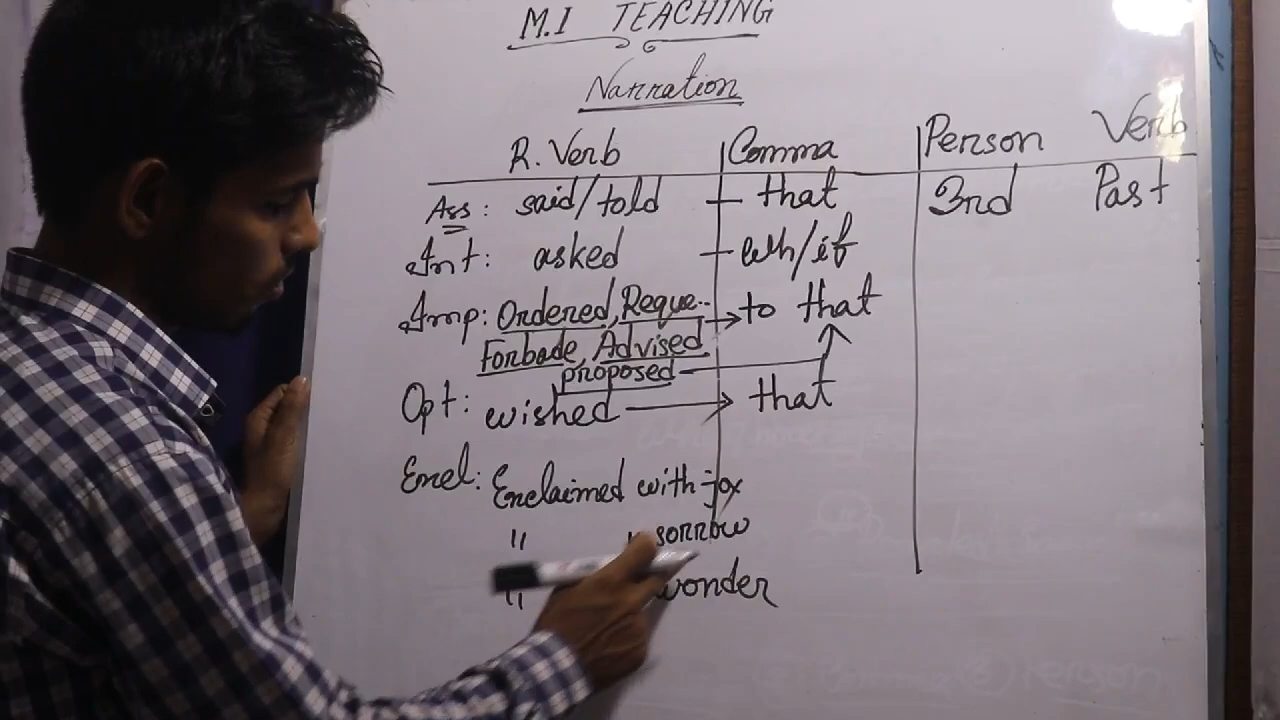 M.I TEACHING
Narration
R. Verb Comma Person Verb
Ass: said/told that 3rd Past
Int: asked Wh/if
Imp: Ordered, Reque.. to that
Forbade, Advised
proposed
Opt: wished that
Excl: Exclaimed with joy
" " sorrow
" wonder
Person